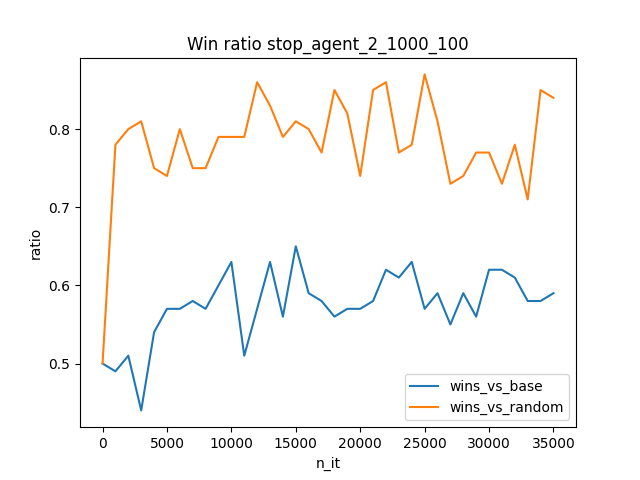 Win ratio stop_agent_2_1000_100
0.8
0.7
0.6
0.5
ratio
0 5000 10000 15000 20000 25000 30000 35000
n_it
wins_vs_base
wins_vs_random